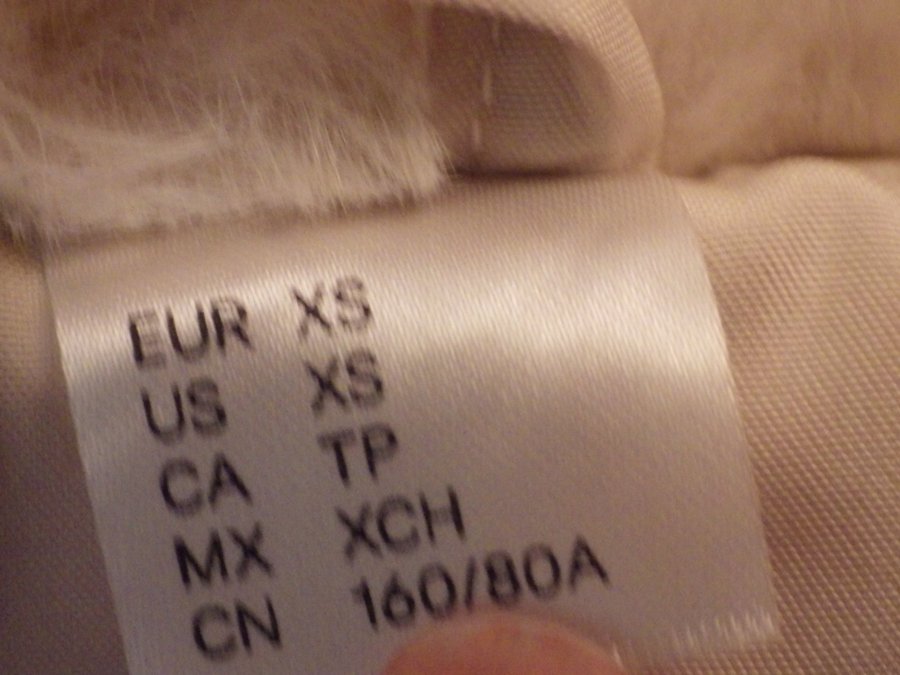 EUR XS
US XS
CA TP
MX XCH
CN 160/80A